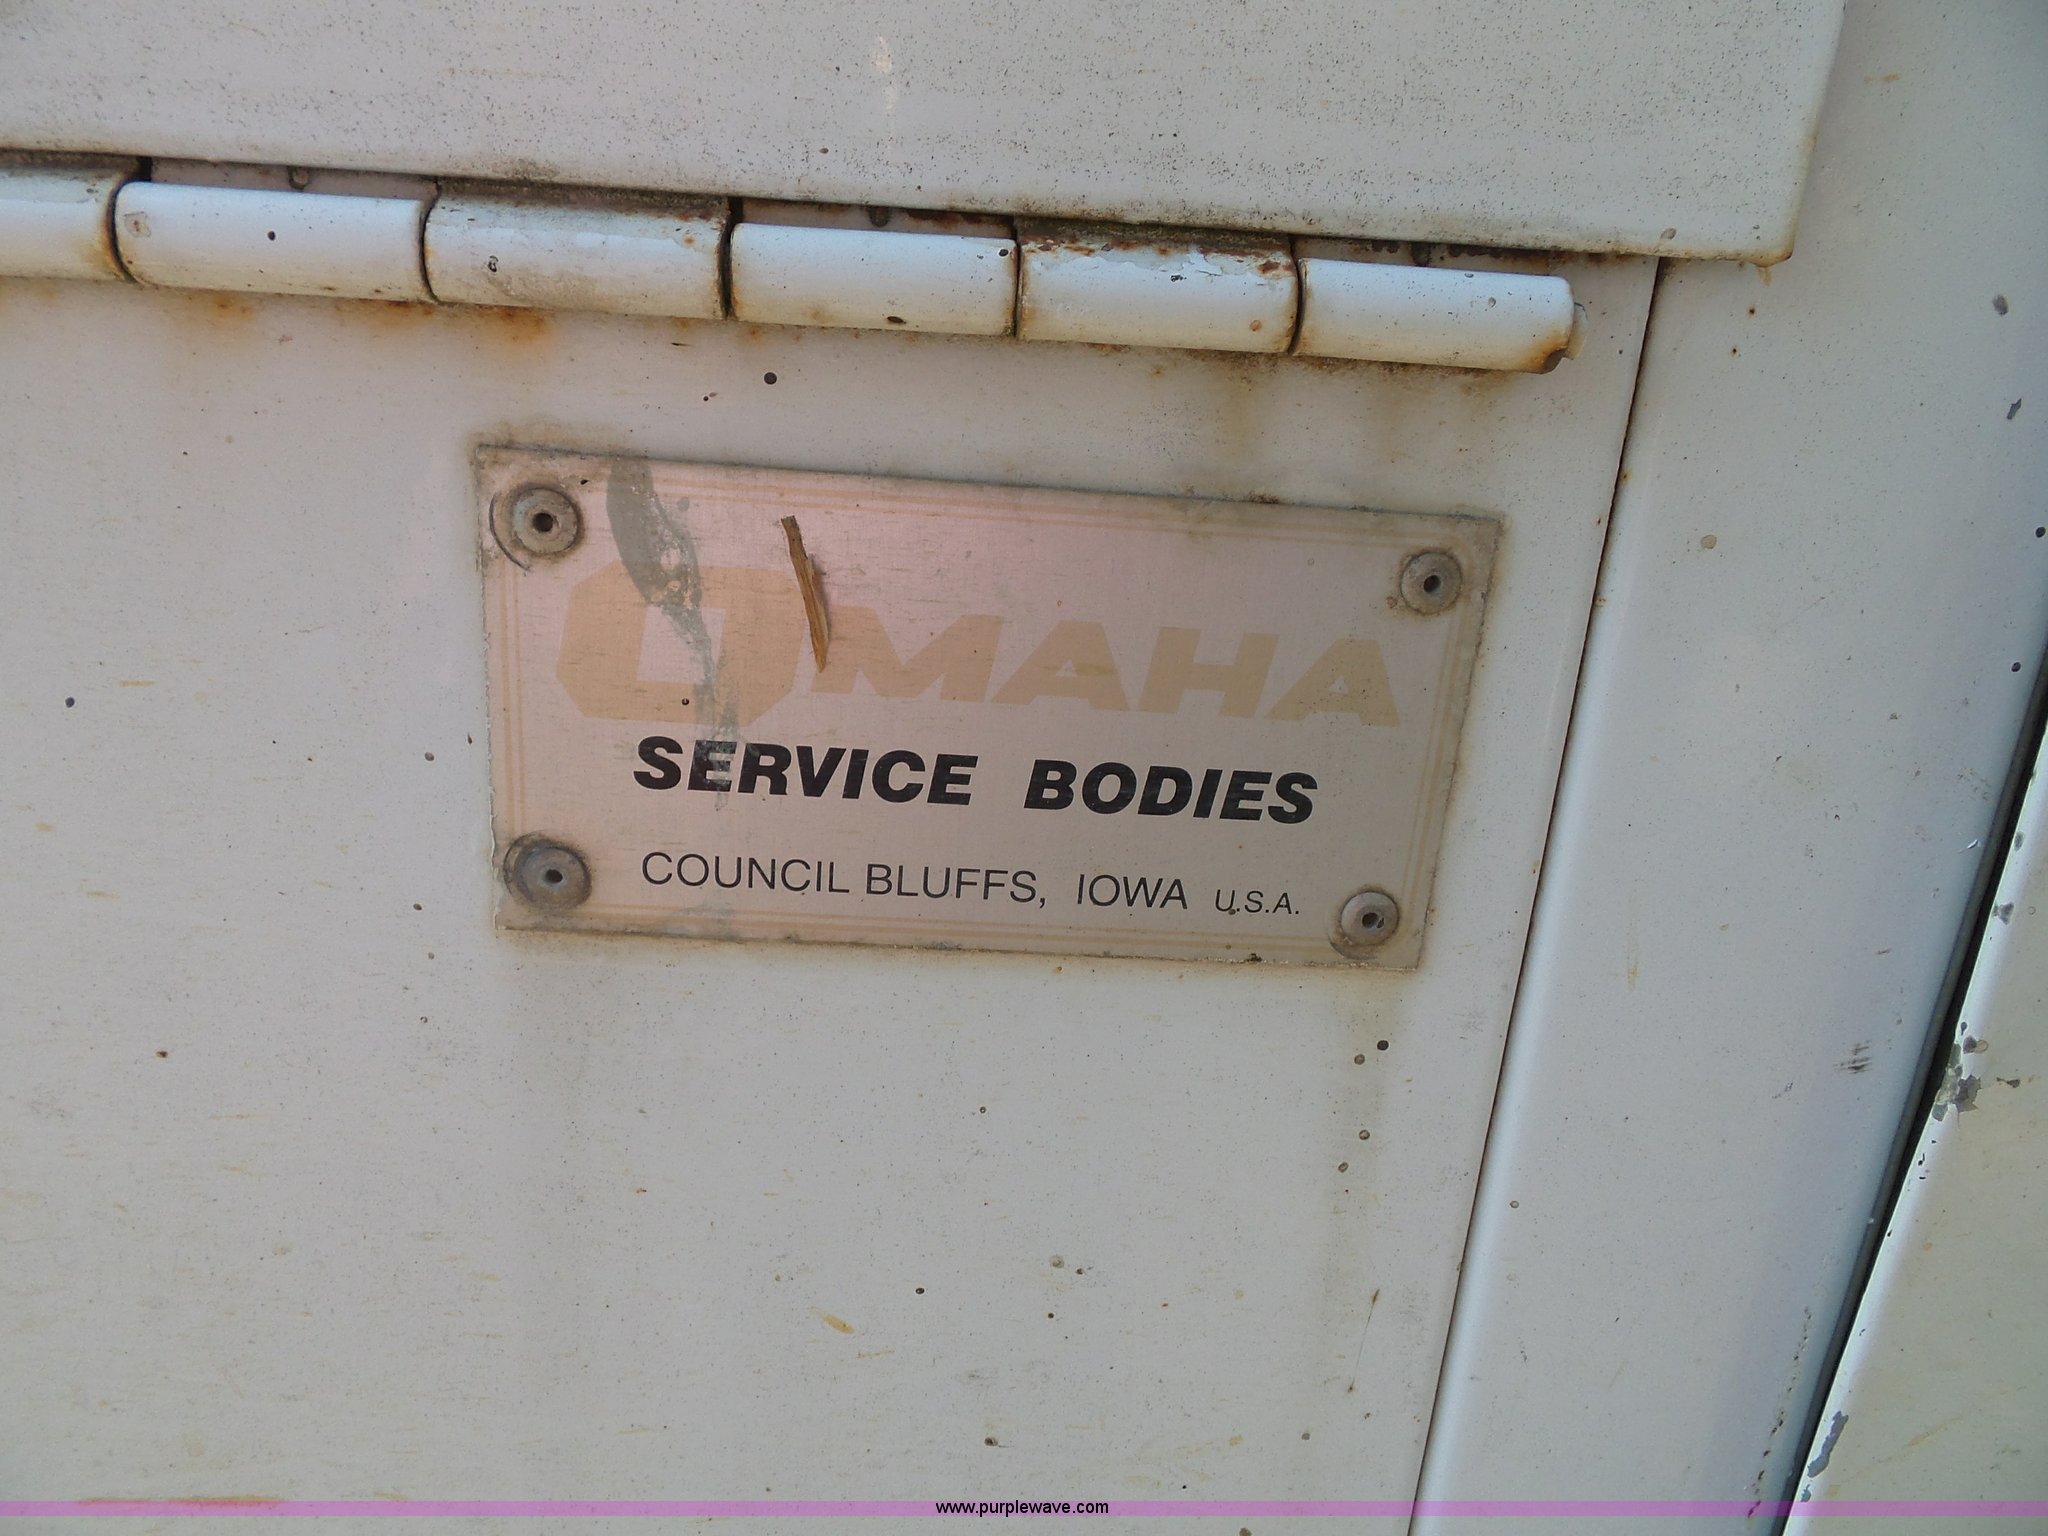 OMAHA
SERVICE BODIES
COUNCIL BLUFFS, IOWA U.S.A.
www.purplewave.com